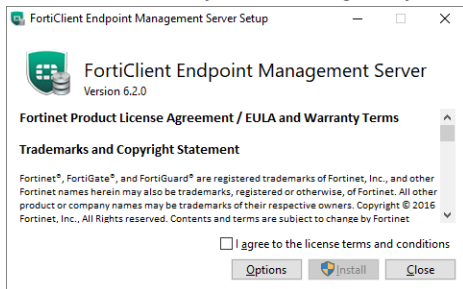 FortiClient Endpoint Management Server Setup
FortiClient Endpoint Management Server
Version 6.2.0
Fortinet Product License Agreement / EULA and Warranty Terms
Trademarks and Copyright Statement
Fortinet®, FortiGate®, and FortiGuard® are registered trademarks of Fortinet, Inc., and other
Fortinet names herein may also be trademarks, registered or otherwise, of Fortinet. All other
product or company names may be trademarks of their respective owners. Copyright © 2016
Fortinet, Inc., All Rights reserved. Contents and terms are subject to change by Fortinet
I agree to the license terms and conditions
Options
Install
Close